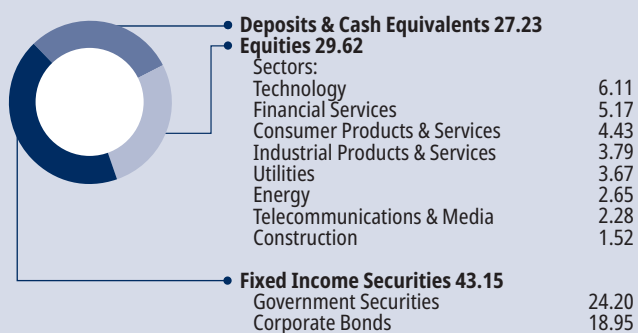 Deposits & Cash Equivalents 27.23
Equities 29.62
Sectors:
Technology 6.11
Financial Services 5.17
Consumer Products & Services 4.43
Industrial Products & Services 3.79
Utilities 3.67
Energy 2.65
Telecommunications & Media 2.28
Construction 1.52
Fixed Income Securities 43.15
Government Securities 24.20
Corporate Bonds 18.95